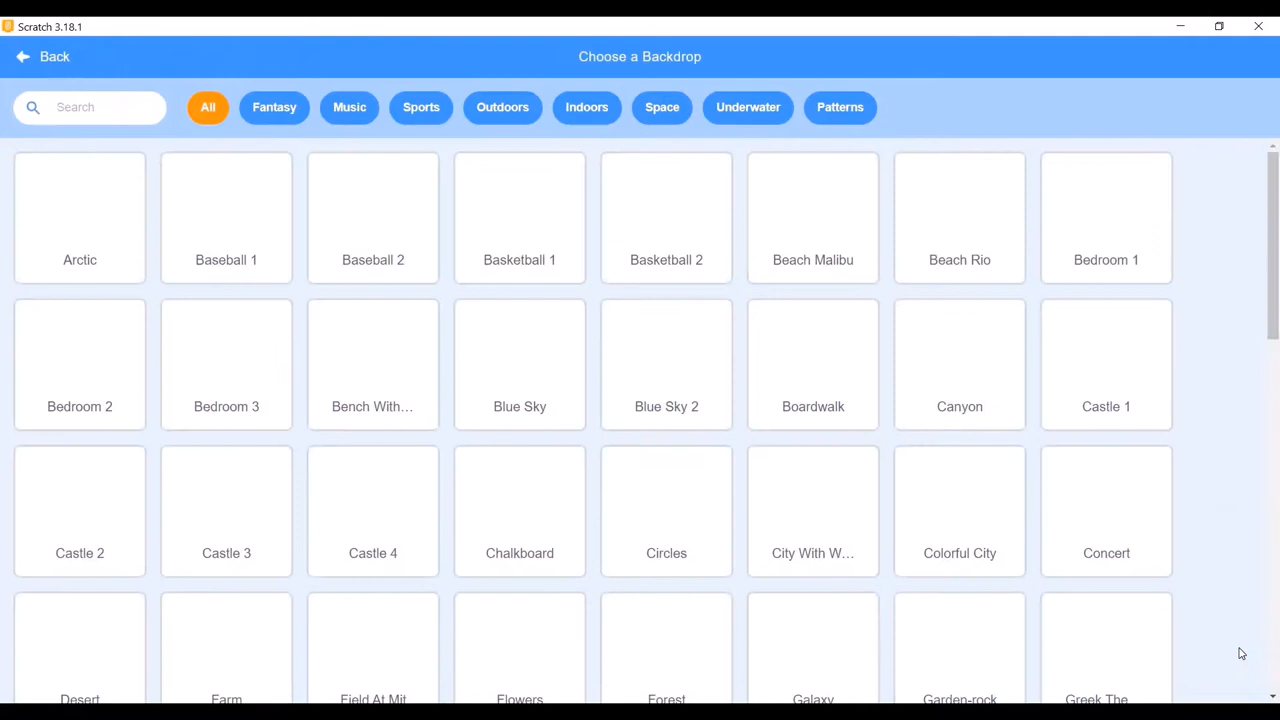 Scratch 3.18.1
Back
Choose a Backdrop
Search
All Fantasy Music Sports Outdoors Indoors Space Underwater Patterns
Arctic Baseball 1 Baseball 2 Basketball 1 Basketball 2 Beach Malibu Beach Rio Bedroom 1
Bedroom 2 Bedroom 3 Bench With... Blue Sky Blue Sky 2 Boardwalk Canyon Castle 1
Castle 2 Castle 3 Castle 4 Chalkboard Circles City With W... Colorful City Concert
Desert Farm Field At Mit Flowers Forest Galaxy Garden-rock Greek The...